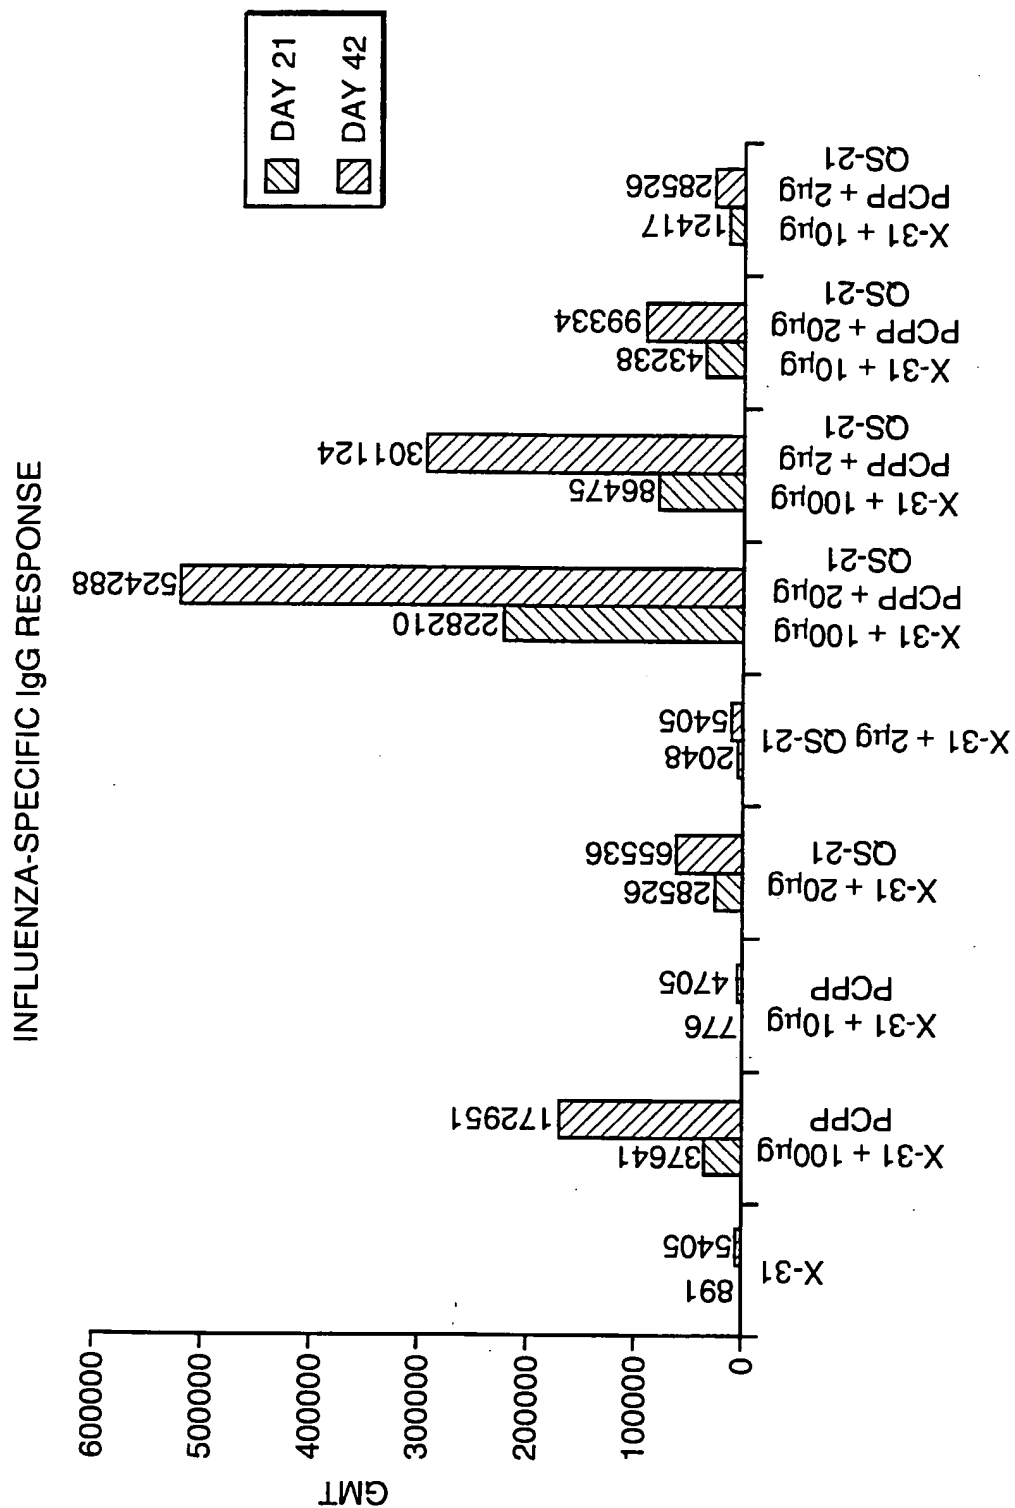 INFLUENZA-SPECIFIC IgG RESPONSE
DAY 21
DAY 42
GMT
600000
500000
400000
300000
200000
100000
0
891
5405
X-31
37641
172951
X-31 + 100µg
PCPP
776
4705
X-31 + 10µg
PCPP
28526
65536
X-31 + 20µg
QS-21
2048
5405
X-31 + 2µg QS-21
228210
524288
X-31 + 100µg
PCPP + 20µg
QS-21
86475
301124
X-31 + 100µg
PCPP + 2µg
QS-21
43238
99334
X-31 + 10µg
PCPP + 20µg
QS-21
12417
28526
X-31 + 10µg
PCPP + 2µg
QS-21